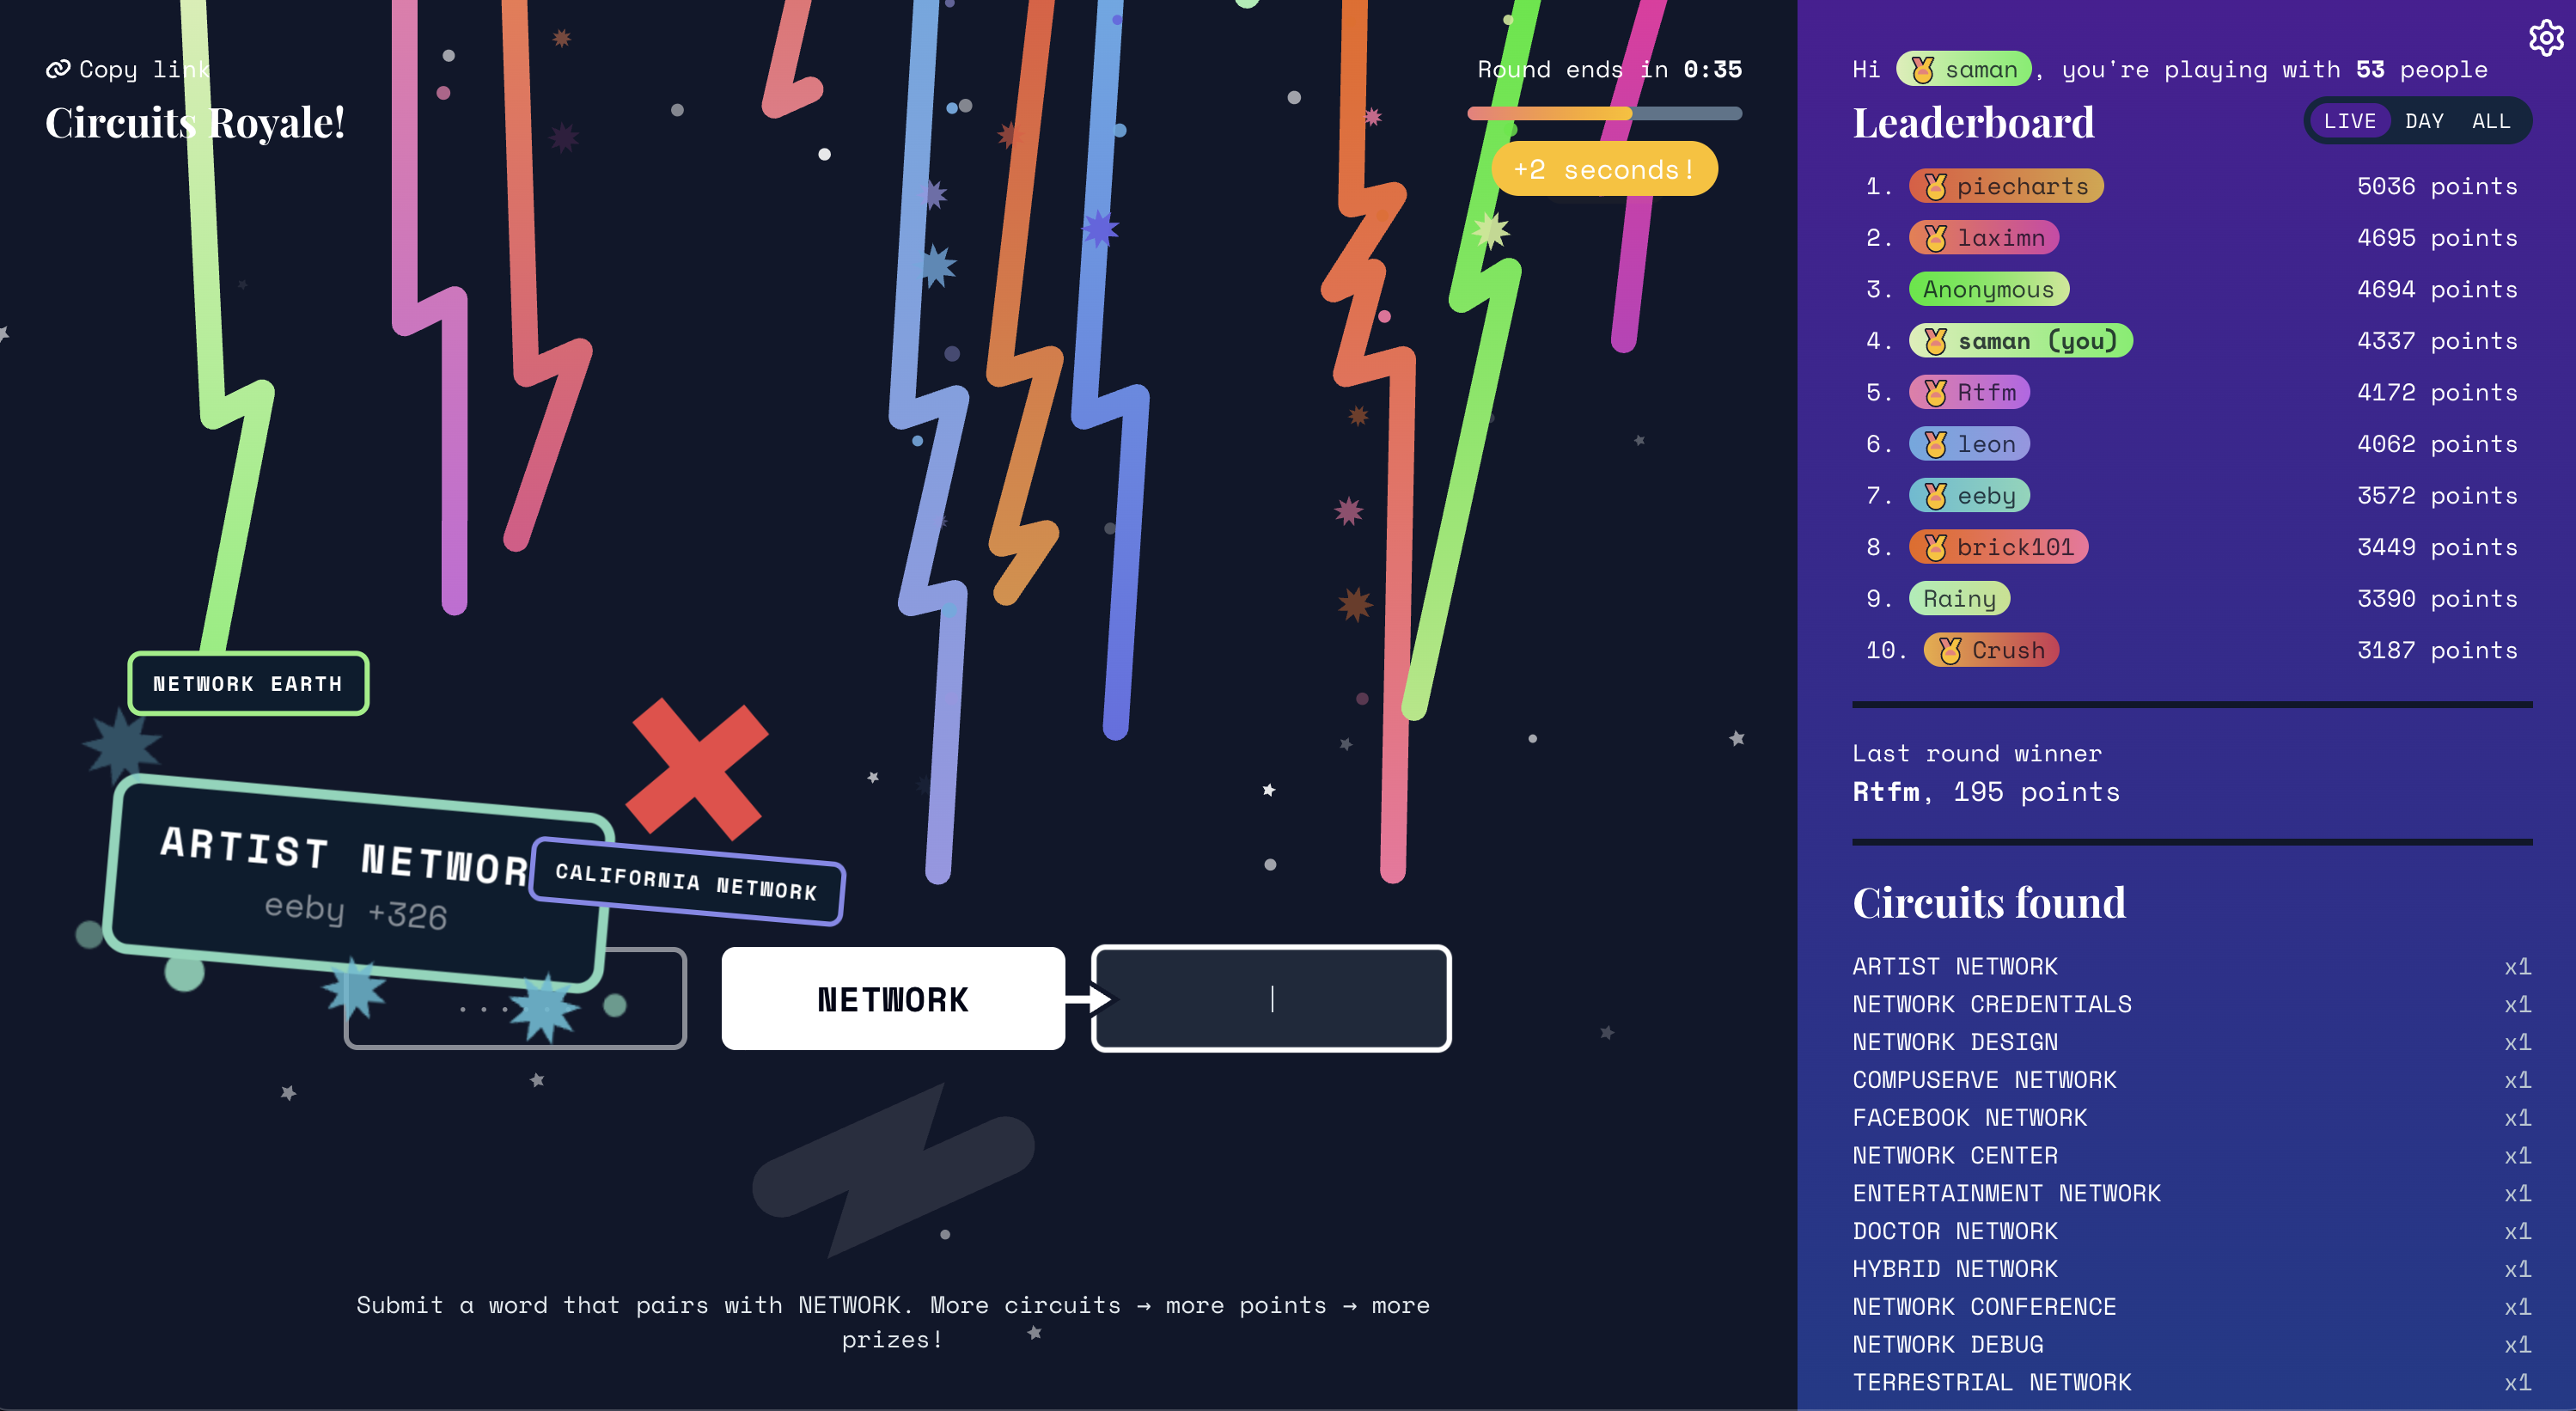 Copy link
Circuits Royale!
Round ends in 0:35
+2 seconds!
NETWORK EARTH
ARTIST NETWOR
eeby +326
CALIFORNIA NETWORK
....
NETWORK
Submit a word that pairs with NETWORK. More circuits → more points → more
prizes!
Hi saman, you're playing with 53 people
Leaderboard
LIVE DAY ALL
1. piecharts 5036 points
2. laximn 4695 points
3. Anonymous 4694 points
4. saman (you) 4337 points
5. Rtfm 4172 points
6. leon 4062 points
7. eeby 3572 points
8. brick101 3449 points
9. Rainy 3390 points
10. Crush 3187 points
Last round winner
Rtfm, 195 points
Circuits found
ARTIST NETWORK x1
NETWORK CREDENTIALS x1
NETWORK DESIGN x1
COMPUSERVE NETWORK x1
FACEBOOK NETWORK x1
NETWORK CENTER x1
ENTERTAINMENT NETWORK x1
DOCTOR NETWORK x1
HYBRID NETWORK x1
NETWORK CONFERENCE x1
NETWORK DEBUG x1
TERRESTRIAL NETWORK x1